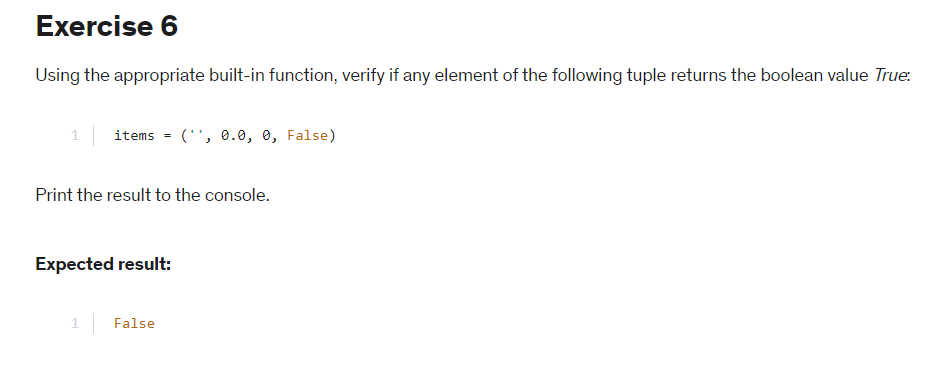 Exercise 6
Using the appropriate built-in function, verify if any element of the following tuple returns the boolean value True:
1 items = ('', 0.0, 0, False)
Print the result to the console.
Expected result:
1 False